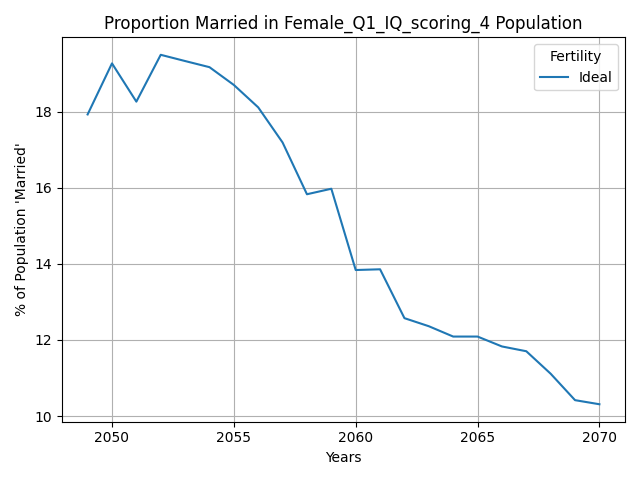 Proportion Married in Female_Q1_IQ_scoring_4 Population
Fertility
Ideal
% of Population 'Married'
18
16
14
12
10
2050 2055 2060 2065 2070
Years